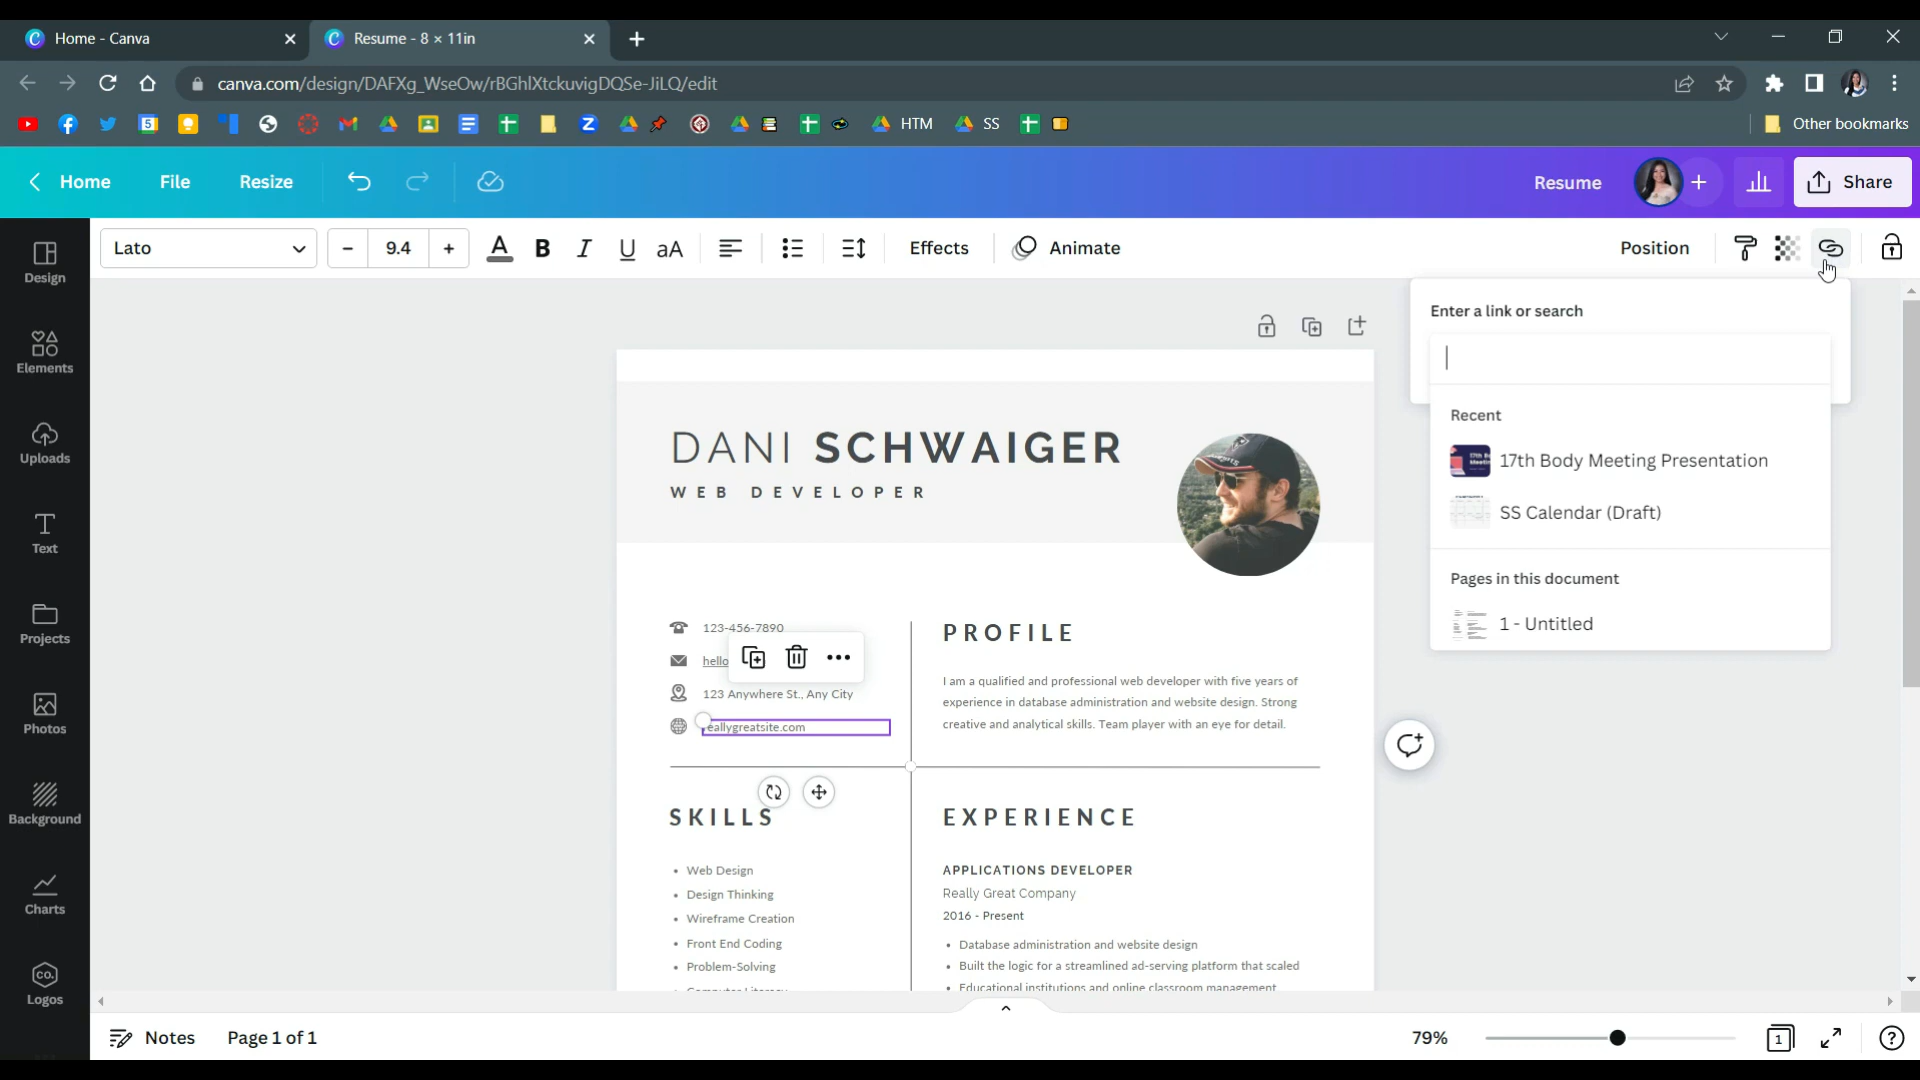 Home - Canva
Resume - 8 × 11in
canva.com/design/DAFXg_WseOw/rBGhlXtckuvigDQSe-JiLQ/edit
HTM
SS
Other bookmarks
Home
File
Resize
Resume
Share
Lato
- 9.4 +
A B I U aA
Effects
Animate
Position
Design
Elements
Uploads
Text
Projects
Photos
Background
Charts
CO.
Logos
Enter a link or search
Recent
17th Body Meeting Presentation
SS Calendar (Draft)
Pages in this document
1 - Untitled
DANI SCHWAIGER
WEB DEVELOPER
123-456-7890
hello
123 Anywhere St., Any City
reallygreatsite.com
PROFILE
I am a qualified and professional web developer with five years of
experience in database administration and website design. Strong
creative and analytical skills. Team player with an eye for detail.
SKILLS
• Web Design
• Design Thinking
• Wireframe Creation
• Front End Coding
• Problem-Solving
• Computer Literacy
EXPERIENCE
APPLICATIONS DEVELOPER
Really Great Company
2016 - Present
• Database administration and website design
• Built the logic for a streamlined ad-serving platform that scaled
• Educational institutions and online classroom management
Notes
Page 1 of 1
79%
1
?